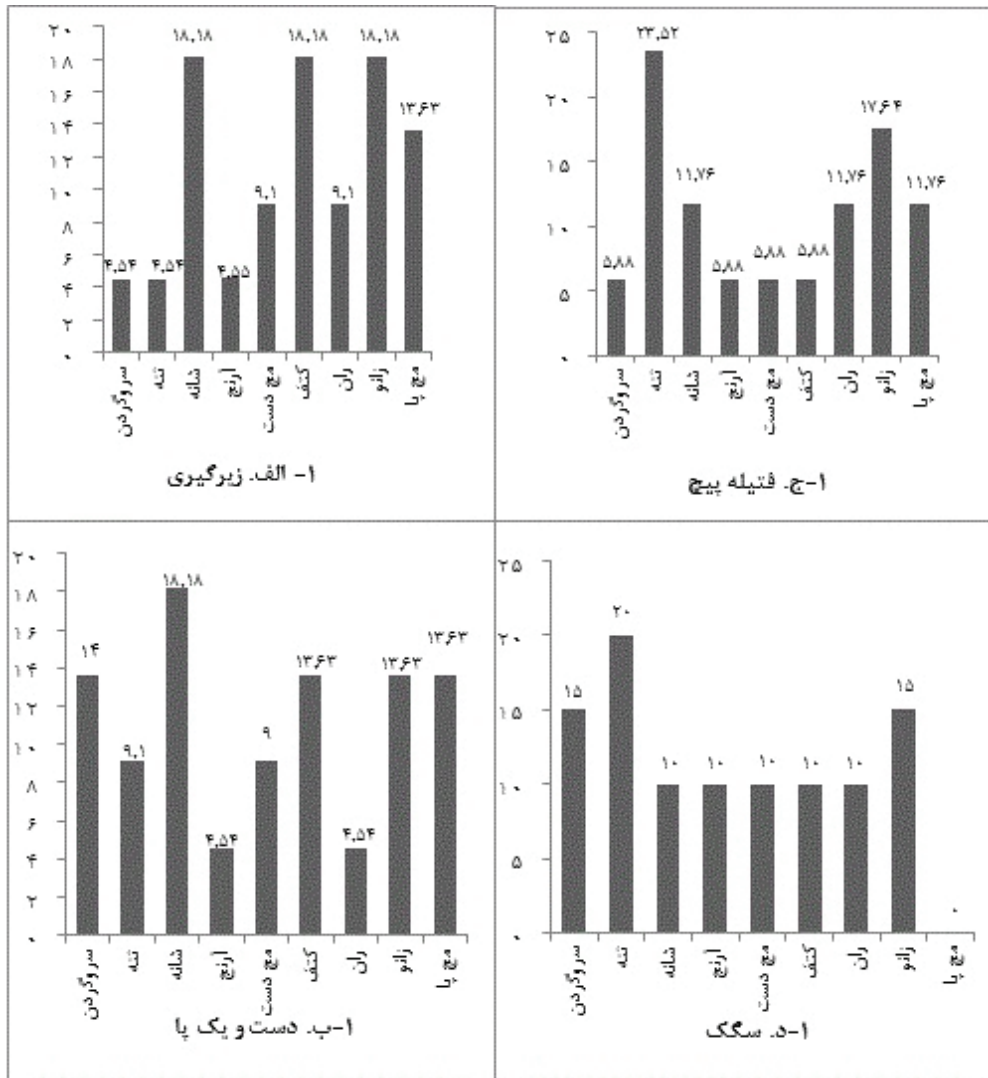 ۲۰
۱۸
۱۶
۱۴
۱۲
۱۰
۸
۶
۴
۲
۰
۴,۵۴
۴,۵۴
۱۸,۱۸
۴,۵۵
۹,۱
۱۸,۱۸
۹,۱
۱۸,۱۸
۱۳,۶۳
سروگردن
تنه
شانه
آرنج
مچ دست
کتف
ران
زانو
مچ پا
۱- الف. زیرگیری
۲۵
۲۰
۱۵
۱۰
۵
۰
۵,۸۸
۲۳,۵۲
۱۱,۷۶
۵,۸۸
۵,۸۸
۵,۸۸
۱۱,۷۶
۱۷,۶۴
۱۱,۷۶
سروگردن
تنه
شانه
آرنج
مچ دست
کتف
ران
زانو
مچ پا
۱-ج. فتیله پیچ
۲۰
۱۸
۱۶
۱۴
۱۲
۱۰
۸
۶
۴
۲
۰
۱۴
۹,۱
۱۸,۱۸
۴,۵۴
۹
۱۳,۶۳
۴,۵۴
۱۳,۶۳
۱۳,۶۳
سروگردن
تنه
شانه
آرنج
مچ دست
کتف
ران
زانو
مچ پا
۱-ب. دست و یک پا
۲۵
۲۰
۱۵
۱۰
۵
۰
۱۵
۲۰
۱۰
۱۰
۱۰
۱۰
۱۰
۱۵
۰
سروگردن
تنه
شانه
آرنج
مچ دست
کتف
ران
زانو
مچ پا
۱-د. سگک